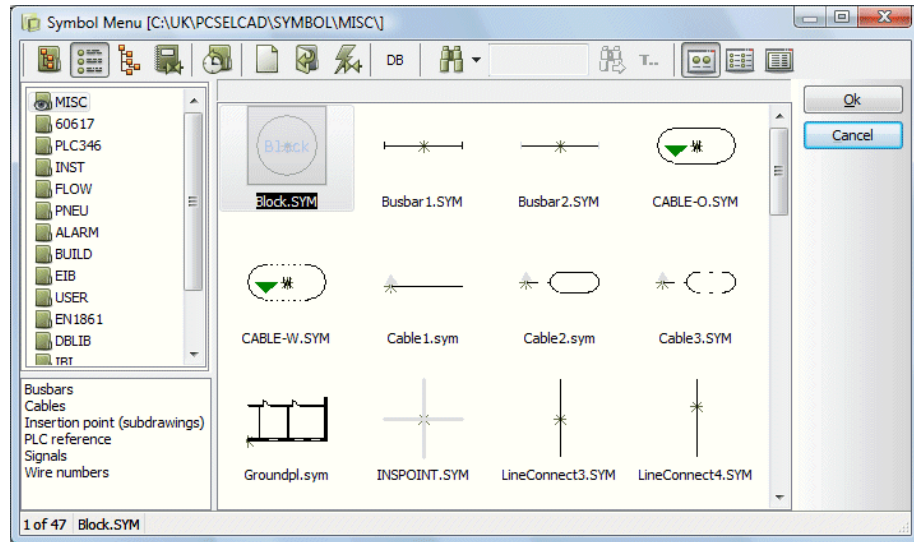 Symbol Menu [C:\UK\PCSELCAD\SYMBOL\MISC\]
DB
T..
MISC
60617
PLC346
INST
FLOW
PNEU
ALARM
BUILD
EIB
USER
EN1861
DBLIB
Busbars
Cables
Insertion point (subdrawings)
PLC reference
Signals
Wire numbers
Block
Block.SYM
Busbar1.SYM
Busbar2.SYM
CABLE-O.SYM
CABLE-W.SYM
Cable1.sym
Cable2.sym
Cable3.SYM
Groundpl.sym
INSPOINT.SYM
LineConnect3.SYM
LineConnect4.SYM
Ok
Cancel
1 of 47 Block.SYM